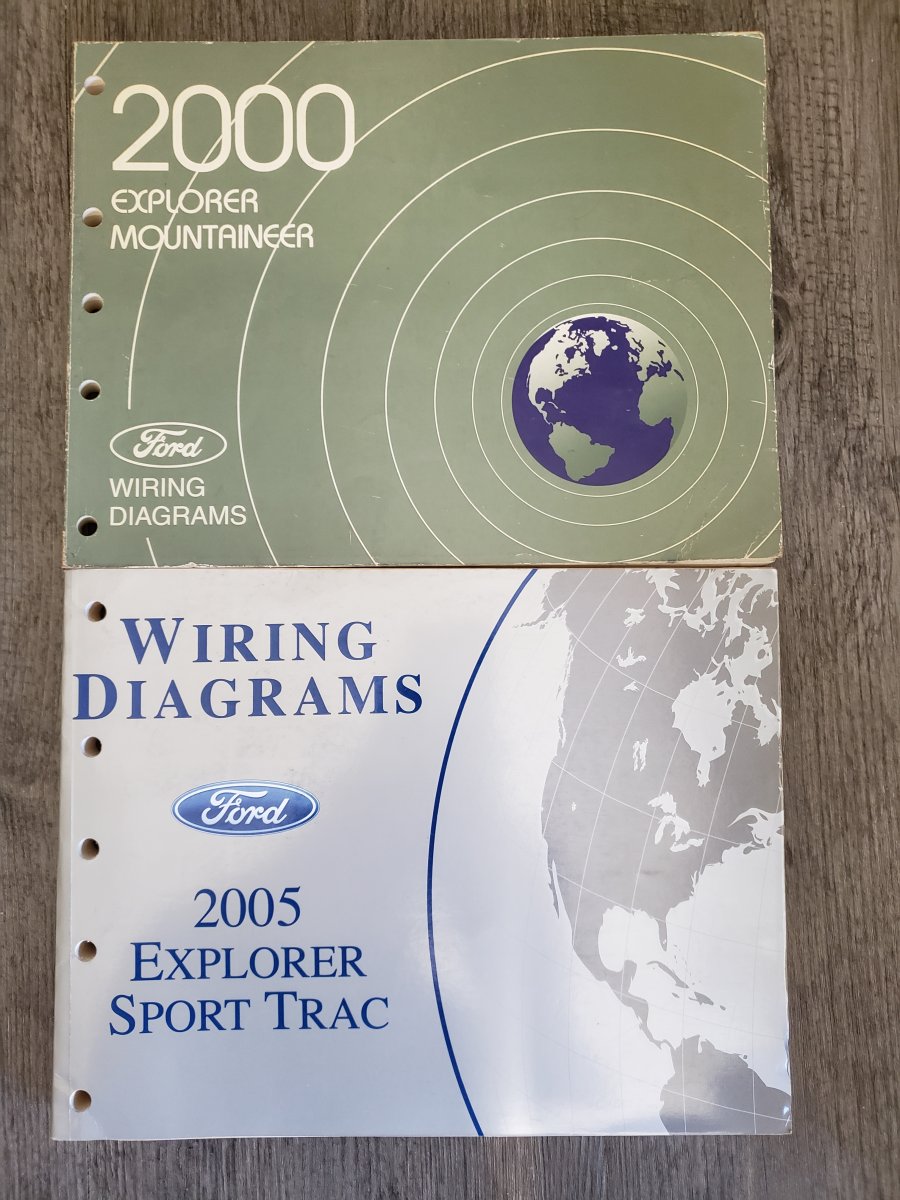 2000
EXPLORER
MOUNTAINEER
Ford
WIRING
DIAGRAMS
WIRING
DIAGRAMS
Ford
2005
EXPLORER
SPORT TRAC